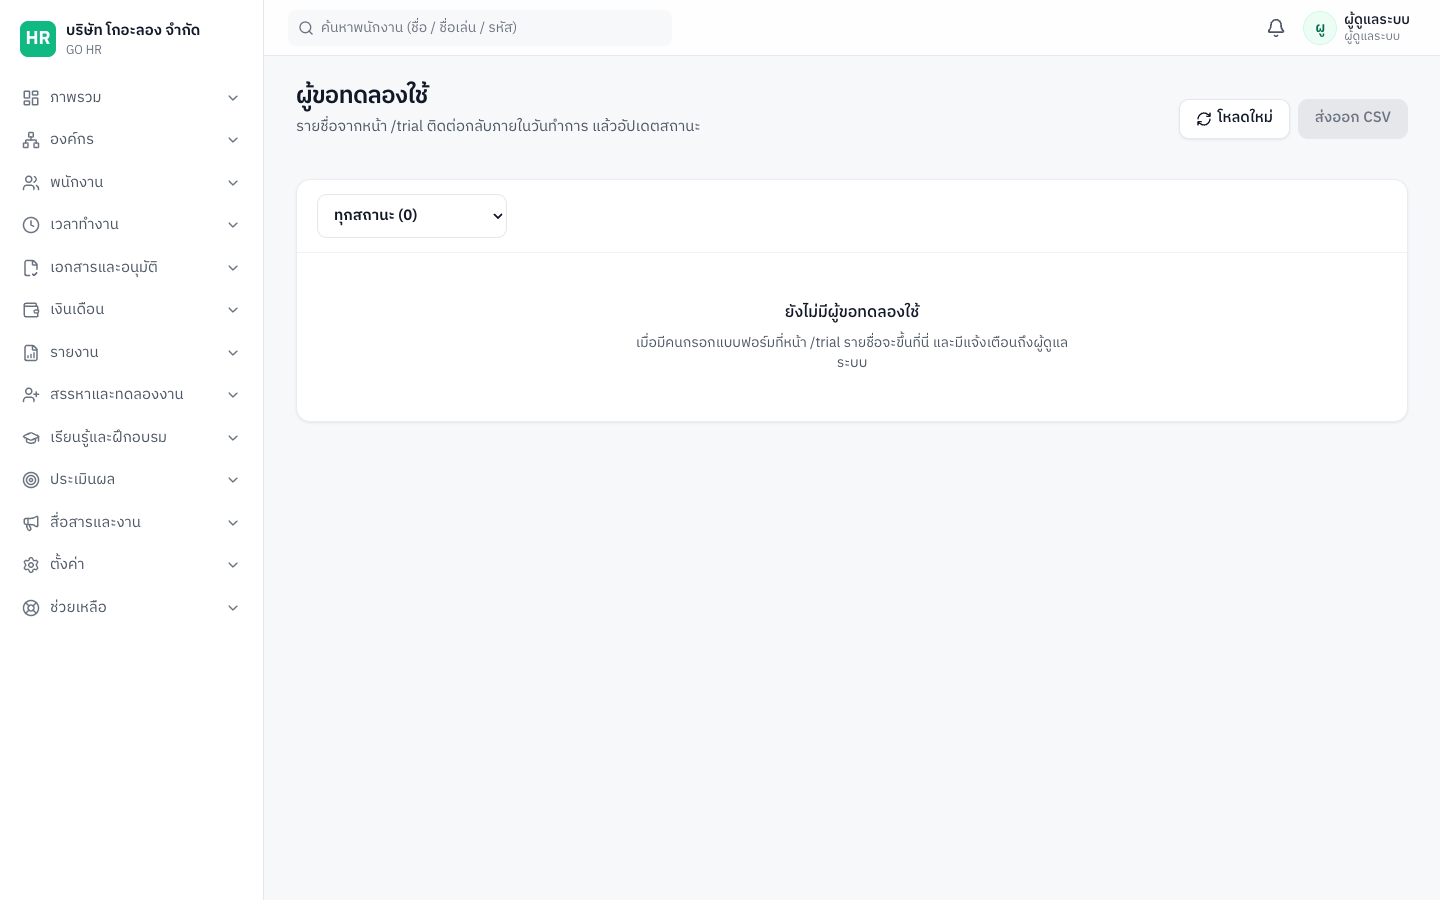 HR
บริษัท โกอะลอง จำกัด
GO HR
ภาพรวม
องค์กร
พนักงาน
เวลาทำงาน
เอกสารและอนุมัติ
เงินเดือน
รายงาน
สรรหาและทดลองงาน
เรียนรู้และฝึกอบรม
ประเมินผล
สื่อสารและงาน
ตั้งค่า
ช่วยเหลือ
ค้นหาพนักงาน (ชื่อ / ชื่อเล่น / รหัส)
ผู้
ผู้ดูแลระบบ
ผู้ดูแลระบบ
ผู้ขอทดลองใช้
รายชื่อจากหน้า /trial ติดต่อกลับภายในวันทำการ แล้วอัปเดตสถานะ
โหลดใหม่
ส่งออก CSV
ทุกสถานะ (0)
ยังไม่มีผู้ขอทดลองใช้
เมื่อมีคนกรอกแบบฟอร์มที่หน้า /trial รายชื่อจะขึ้นที่นี่ และมีแจ้งเตือนถึงผู้ดูแล
ระบบ